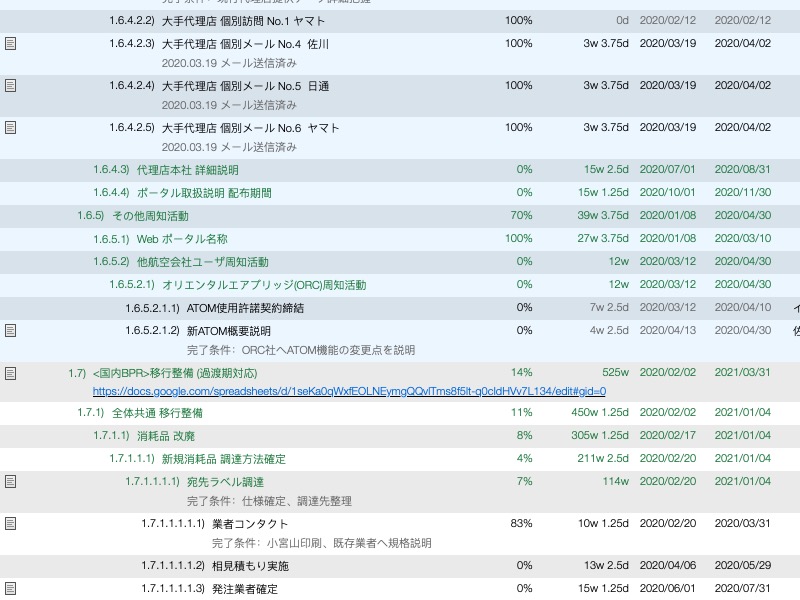 1.6.4.2.2) 大手代理店 個別訪問 No.1 ヤマト 100% 0d 2020/02/12 2020/02/12
1.6.4.2.3) 大手代理店 個別メール No.4 佐川 100% 3w 3.75d 2020/03/19 2020/04/02
2020.03.19 メール送信済み
1.6.4.2.4) 大手代理店 個別メール No.5 日通 100% 3w 3.75d 2020/03/19 2020/04/02
2020.03.19 メール送信済み
1.6.4.2.5) 大手代理店 個別メール No.6 ヤマト 100% 3w 3.75d 2020/03/19 2020/04/02
2020.03.19 メール送信済み
1.6.4.3) 代理店本社 詳細説明 0% 15w 2.5d 2020/07/01 2020/08/31
1.6.4.4) ポータル取扱説明 配布期間 0% 15w 1.25d 2020/10/01 2020/11/30
1.6.5) その他周知活動 70% 39w 3.75d 2020/01/08 2020/04/30
1.6.5.1) Web ポータル名称 100% 27w 3.75d 2020/01/08 2020/03/10
1.6.5.2) 他航空会社ユーザ周知活動 0% 12w 2020/03/12 2020/04/30
1.6.5.2.1) オリエンタルエアブリッジ(ORC)周知活動 0% 12w 2020/03/12 2020/04/30
1.6.5.2.1.1) ATOM使用許諾契約締結 0% 7w 2.5d 2020/03/12 2020/04/10
1.6.5.2.1.2) 新ATOM概要説明 0% 4w 2.5d 2020/04/13 2020/04/30
完了条件：ORC社へATOM機能の変更点を説明
1.7) <国内BPR>移行整備 (過渡期対応) 14% 525w 2020/02/02 2021/03/31
https://docs.google.com/spreadsheets/d/1seKa0qWxfEOLNEymgQQvlTms8f5lt-q0cldHVv7L134/edit#gid=0
1.7.1) 全体共通 移行整備 11% 450w 1.25d 2020/02/02 2021/01/04
1.7.1.1) 消耗品 改廃 8% 305w 1.25d 2020/02/17 2021/01/04
1.7.1.1.1) 新規消耗品 調達方法確定 4% 211w 2.5d 2020/02/20 2021/01/04
1.7.1.1.1.1) 宛先ラベル調達 7% 114w 2020/02/20 2021/01/04
完了条件：仕様確定、調達先整理
1.7.1.1.1.1.1) 業者コンタクト 83% 10w 1.25d 2020/02/20 2020/03/31
完了条件：小宮山印刷、既存業者へ規格説明
1.7.1.1.1.1.2) 相見積もり実施 0% 13w 2.5d 2020/04/06 2020/05/29
1.7.1.1.1.1.3) 発注業者確定 0% 15w 1.25d 2020/06/01 2020/07/31